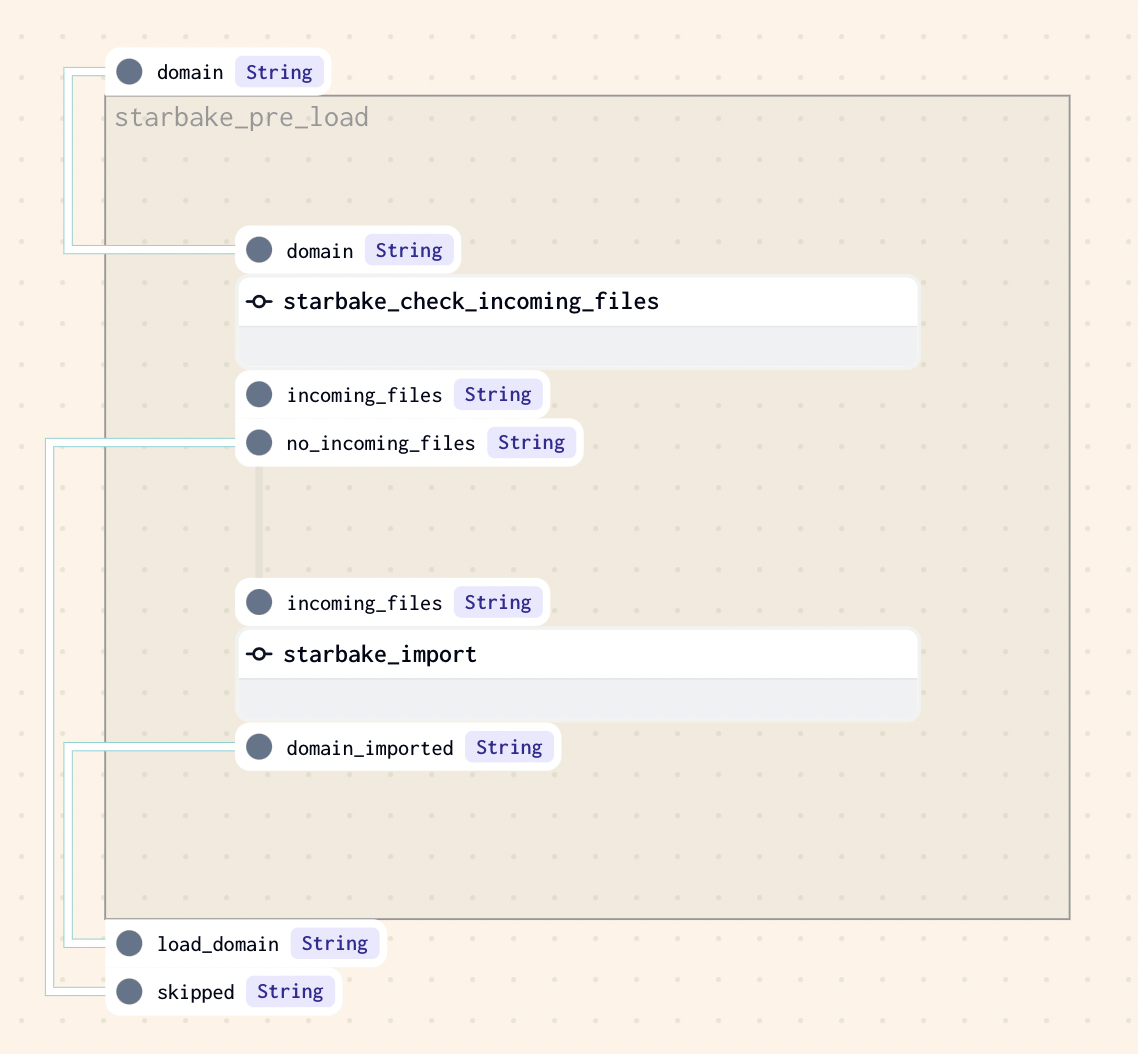 domain String
starbake_pre_load
domain String
starbake_check_incoming_files
incoming_files String
no_incoming_files String
incoming_files String
starbake_import
domain_imported String
load_domain String
skipped String